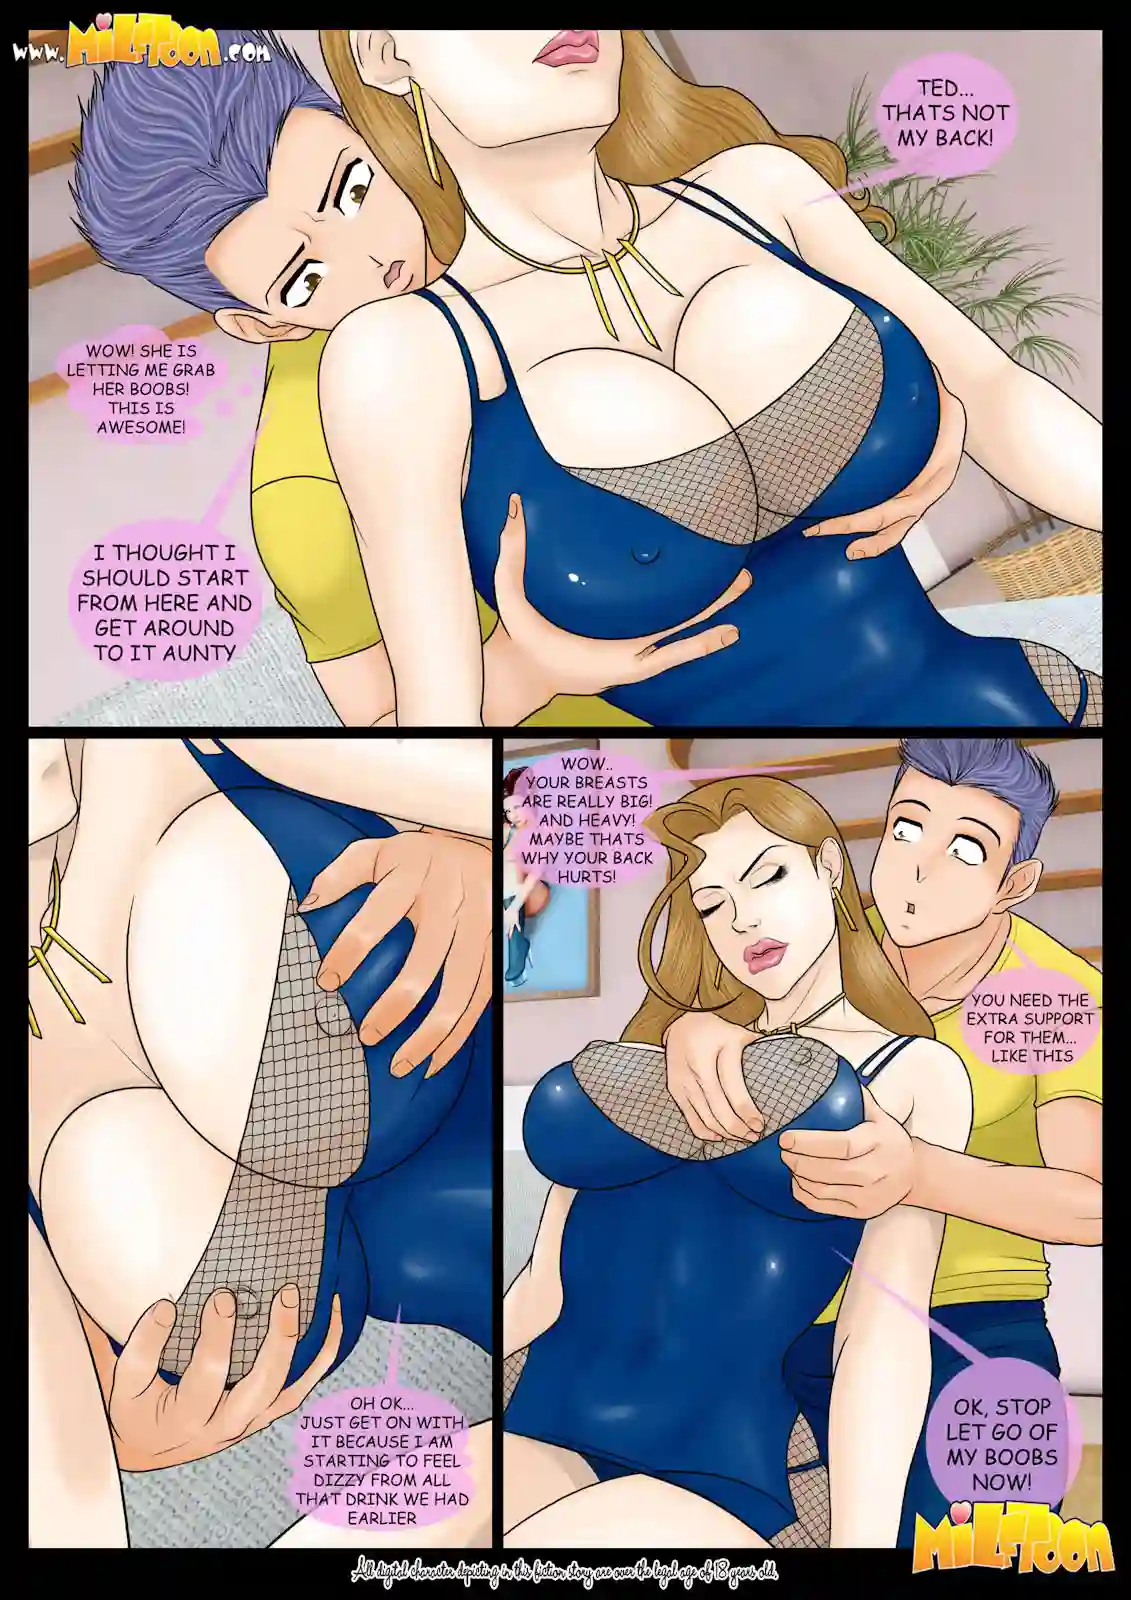 www.MILFTOON.com
TED...
THATS NOT
MY BACK!
WOW! SHE IS
LETTING ME GRAB
HER BOOBS!
THIS IS
AWESOME!
I THOUGHT I
SHOULD START
FROM HERE AND
GET AROUND
TO IT AUNTY
OH OK...
JUST GET ON WITH
IT BECAUSE I AM
STARTING TO FEEL
DIZZY FROM ALL
THAT DRINK WE HAD
EARLIER
WOW..
YOUR BREASTS
ARE REALLY BIG!
AND HEAVY!
MAYBE THATS
WHY YOUR BACK
HURTS!
YOU NEED THE
EXTRA SUPPORT
FOR THEM...
LIKE THIS
OK, STOP
LET GO OF
MY BOOBS
NOW!
MILFTOON
All digital character depicting in this fiction story are over the legal age of 18 years old.